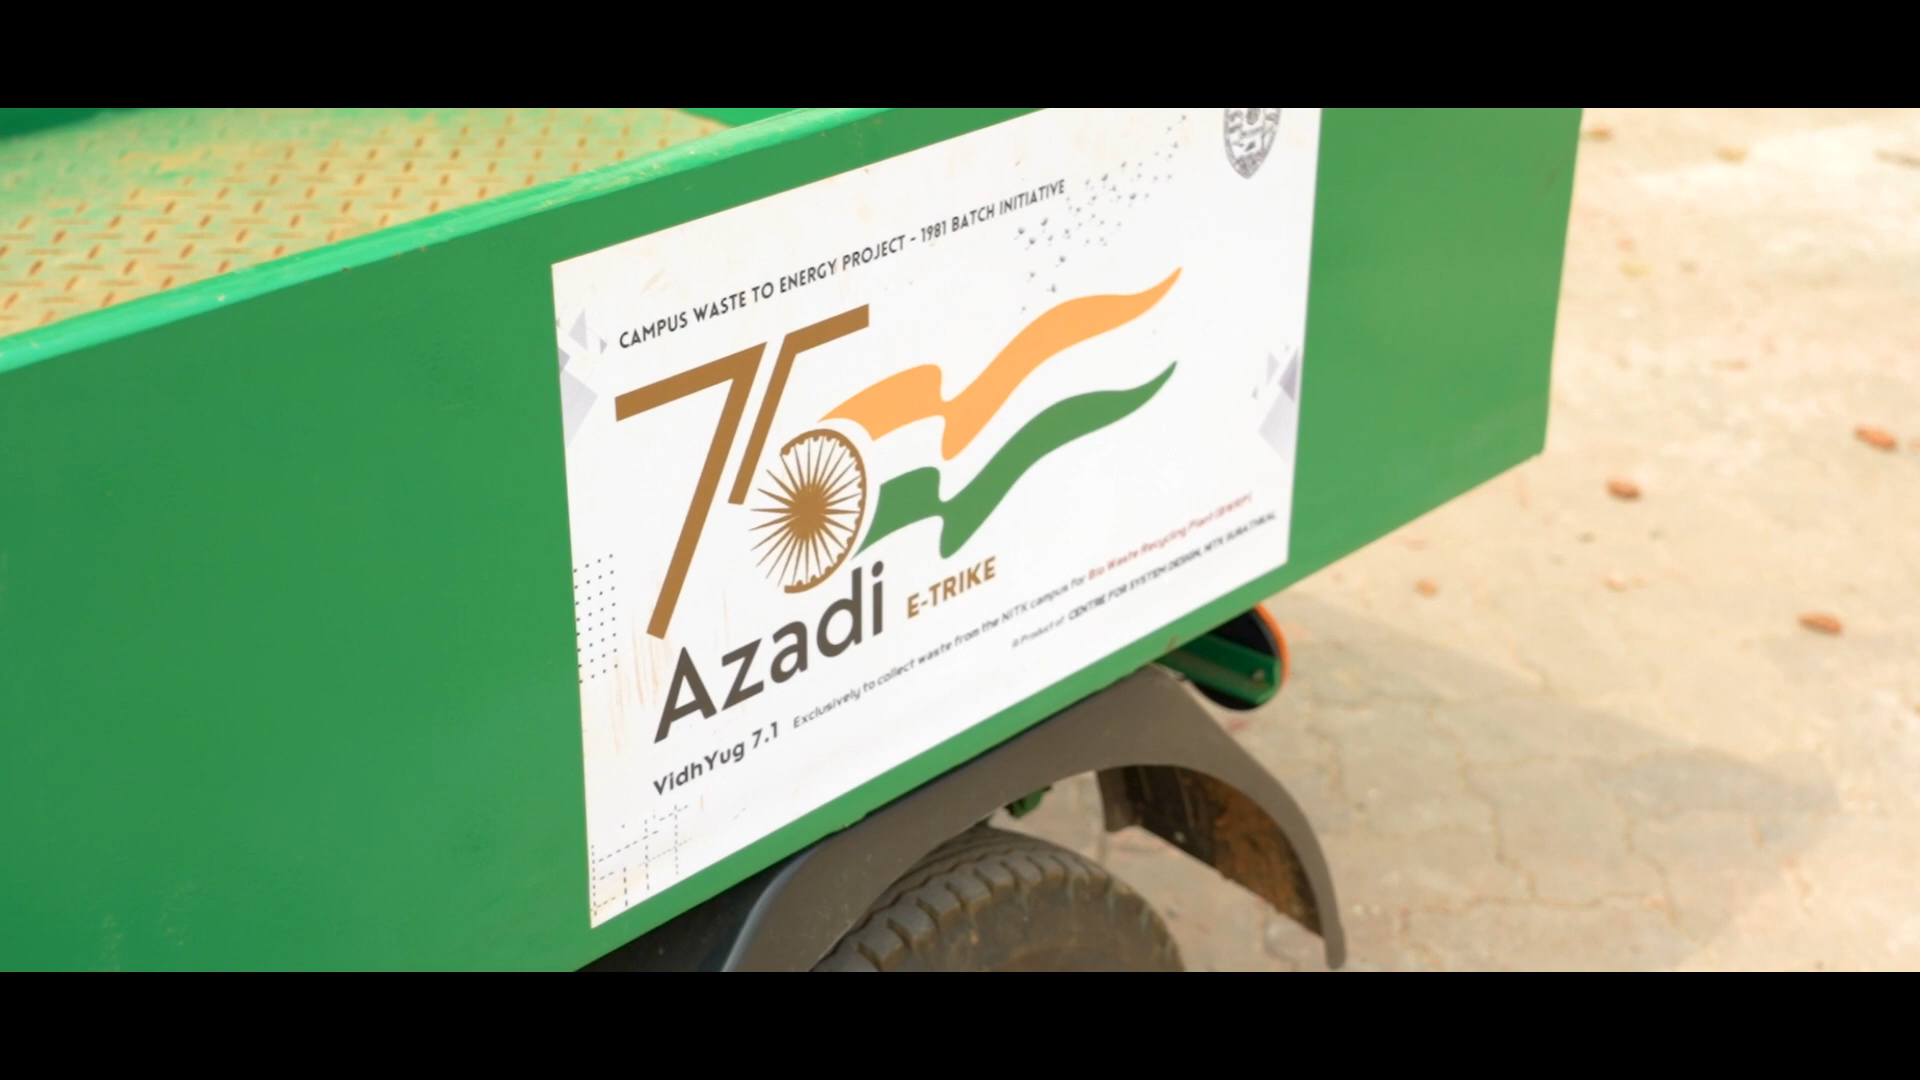 CAMPUS WASTE TO ENERGY PROJECT - 1981 BATCH INITIATIVE
75
Azadi E-TRIKE
VidhYug 7.1 Exclusively to collect waste from the NITK campus for Bio Waste Recycling Plant (BWRP)
A Product of CENTRE FOR SYSTEM DESIGN, NITK SURATHKAL